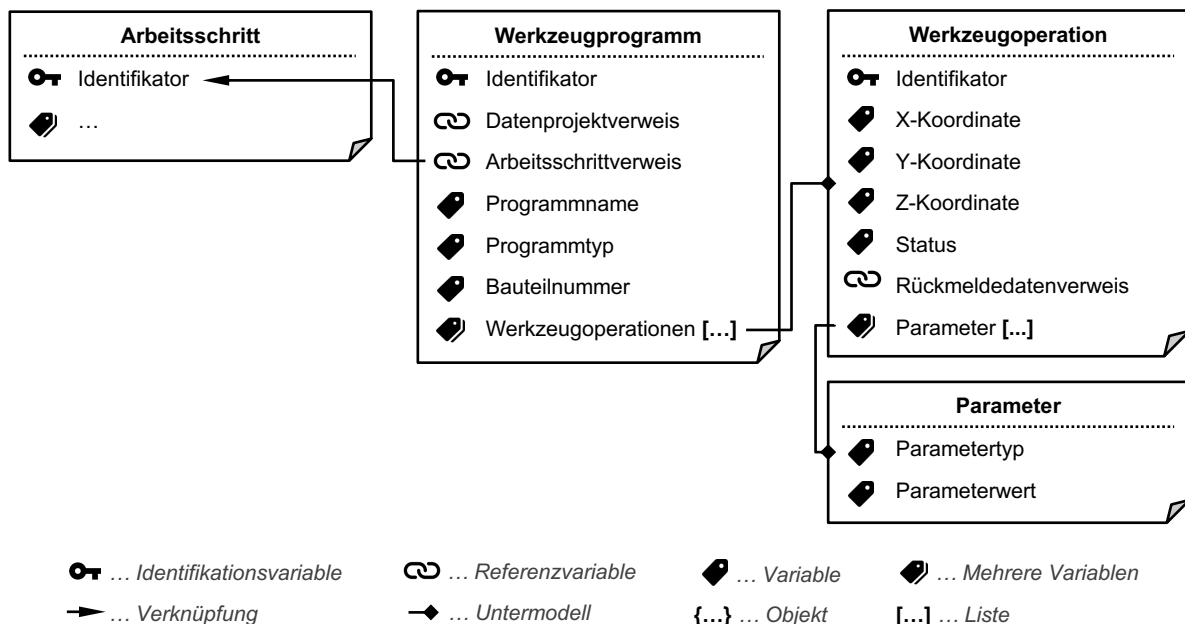 Arbeitsschritt
Identifikator
…
Werkzeugprogramm
Identifikator
Datenprojektverweis
Arbeitsschrittverweis
Programmname
Programmtyp
Bauteilnummer
Werkzeugoperationen […]
Werkzeugoperation
Identifikator
X-Koordinate
Y-Koordinate
Z-Koordinate
Status
Rückmeldedatenverweis
Parameter [...]
Parameter
Parametertyp
Parameterwert
… Identifikationsvariable
… Referenzvariable
… Variable
… Mehrere Variablen
… Verknüpfung
… Untermodell
{…} … Objekt
[…] … Liste